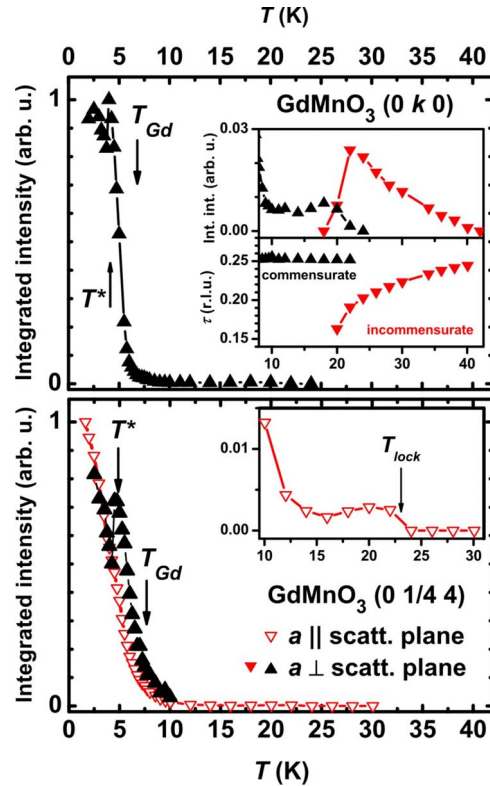 T (K)
0 5 10 15 20 25 30 35 40
Integrated intensity (arb. u.)
1
0
T Gd
T*
GdMnO3 (0 k 0)
Int. int. (arb. u.)
0.03
0.00
τ (r.l.u.)
0.25
0.20
0.15
commensurate
incommensurate
10 20 30 40
Integrated intensity (arb. u.)
1
0
T*
T Gd
0.01
0.00
T lock
10 15 20 25 30
GdMnO3 (0 1/4 4)
a || scatt. plane
a ⊥ scatt. plane
0 5 10 15 20 25 30 35 40
T (K)